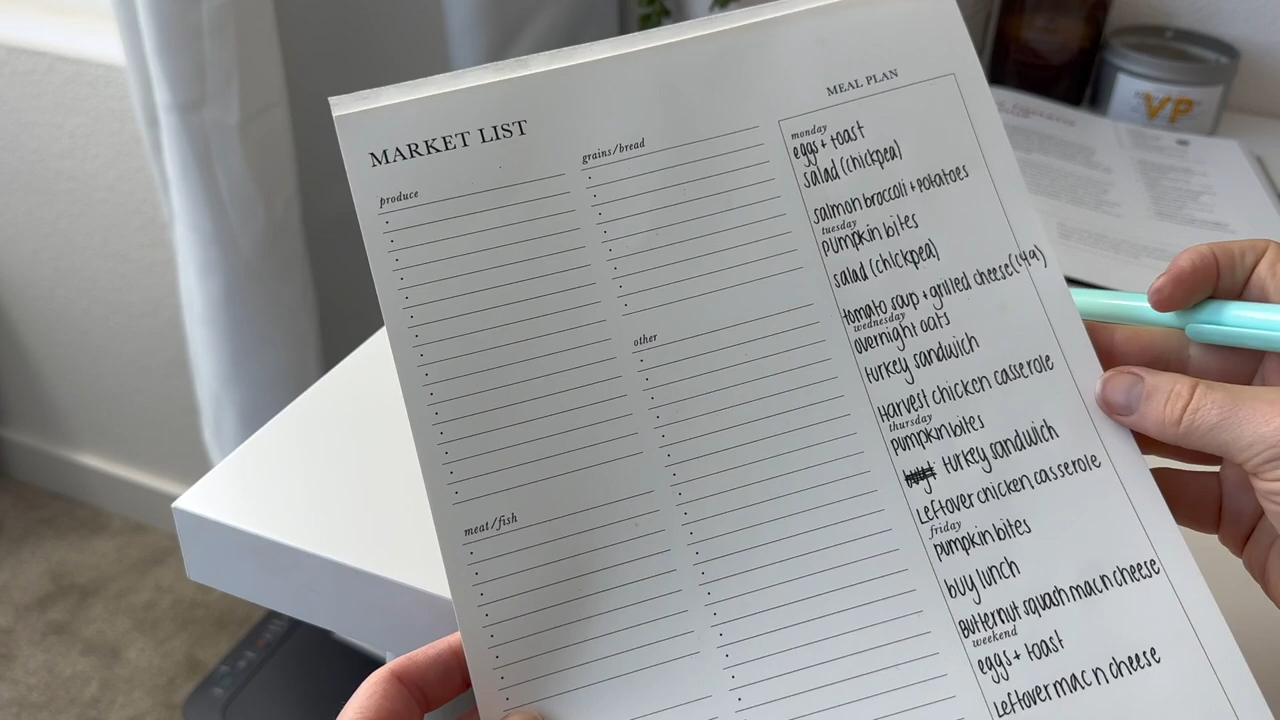 MARKET LIST
produce
meat/fish
grains/bread
other
MEAL PLAN
monday
eggs + toast
salad (chickpea)
salmon broccoli + potatoes
tuesday
pumpkin bites
salad (chickpea)
tomato soup + grilled cheese
wednesday
overnight oats
turkey sandwich
Harvest chicken casserole
thursday
pumpkin bites
turkey sandwich
Leftover chicken casserole
friday
pumpkin bites
buy lunch
Butternut squash mac n cheese
weekend
eggs + toast
Leftover mac n cheese
VP